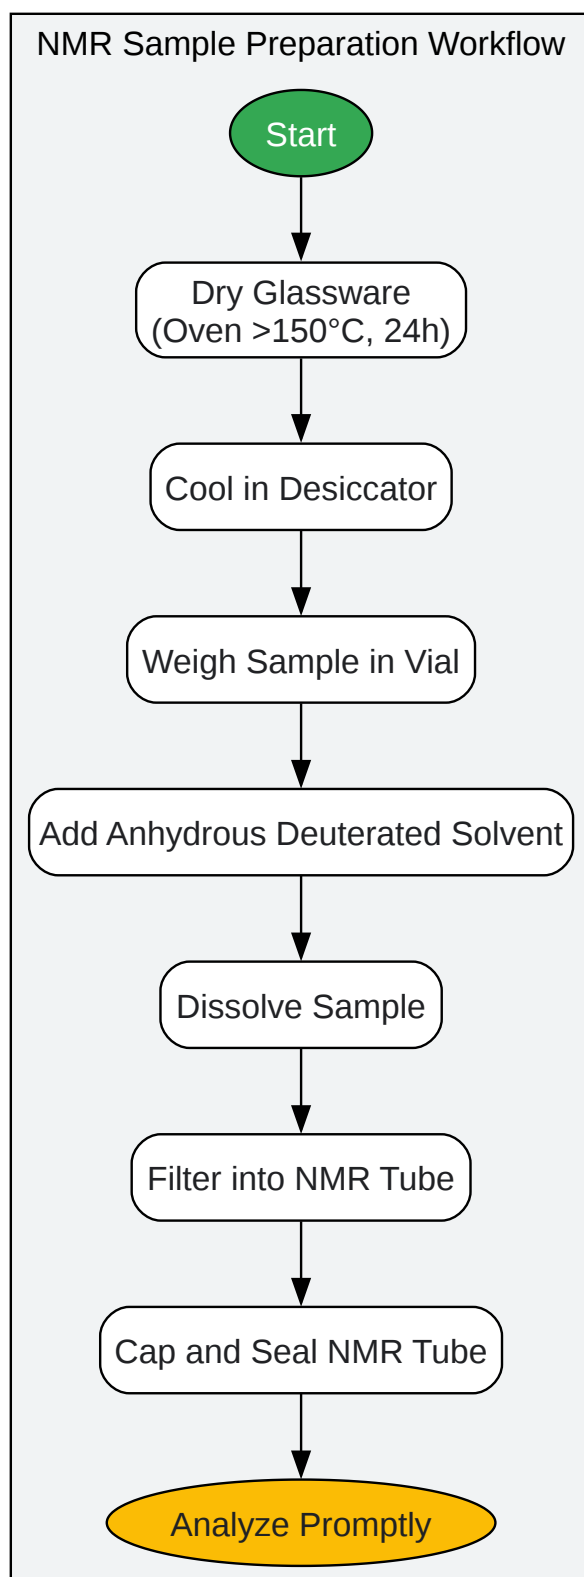 NMR Sample Preparation Workflow
Start
Dry Glassware
(Oven >150°C, 24h)
Cool in Desiccator
Weigh Sample in Vial
Add Anhydrous Deuterated Solvent
Dissolve Sample
Filter into NMR Tube
Cap and Seal NMR Tube
Analyze Promptly